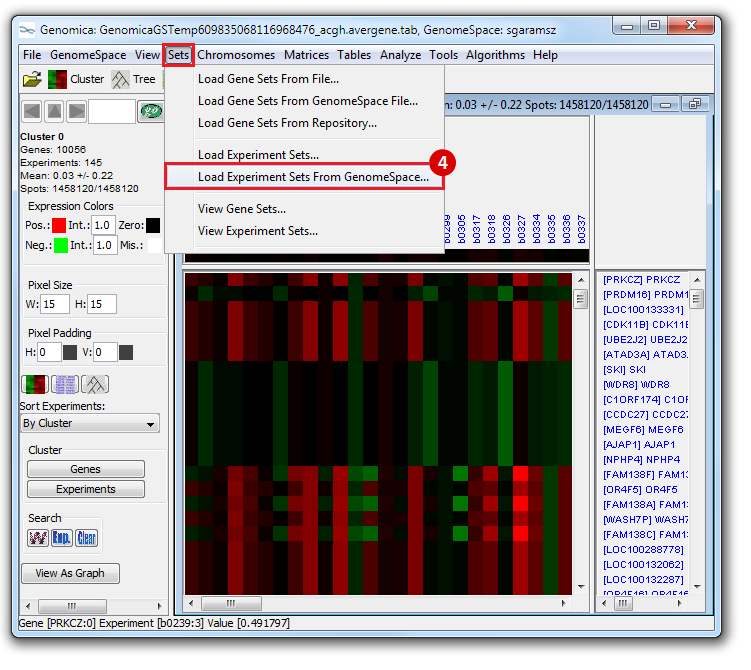 Genomica: GenomicaGSTemp609835068116968476_acgh.avergene.tab, GenomeSpace: sgaramsz
File GenomeSpace View Sets Chromosomes Matrices Tables Analyze Tools Algorithms Help
Cluster Tree
Load Gene Sets From File...
Load Gene Sets From GenomeSpace File...
Load Gene Sets From Repository...
Load Experiment Sets...
4
Load Experiment Sets From GenomeSpace...
View Gene Sets...
View Experiment Sets...
n: 0.03 +/- 0.22 Spots: 1458120/1458120
Cluster 0
Genes: 10056
Experiments: 145
Mean: 0.03 +/- 0.22
Spots: 1458120/1458120
Expression Colors
Pos.: Int.: 1.0 Zero:
Neg.: Int.: 1.0 Mis.:
Pixel Size
W: 15 H: 15
Pixel Padding
H: 0 V: 0
Sort Experiments:
By Cluster
Cluster
Genes
Experiments
Search
Exp. Clear
View As Graph
b0299
b0305
b0317
b0318
b0326
b0327
b0334
b0335
b0336
b0337
[PRKCZ] PRKCZ
[PRDM16] PRDM1
[LOC100133331]
[CDK11B] CDK11B
[UBE2J2] UBE2J2
[ATAD3A] ATAD3A
[SKI] SKI
[WDR8] WDR8
[C1ORF174] C1OR
[CCDC27] CCDC27
[MEGF6] MEGF6
[AJAP1] AJAP1
[NPHP4] NPHP4
[FAM138F] FAM13
[OR4F5] OR4F5
[FAM138A] FAM13
[WASH7P] WASH7
[FAM138C] FAM13
[LOC100288778]
[LOC100132062]
[LOC100132287]
[OR4F16] OR4F16
Gene [PRKCZ:0] Experiment [b0239:3] Value [0.491797]